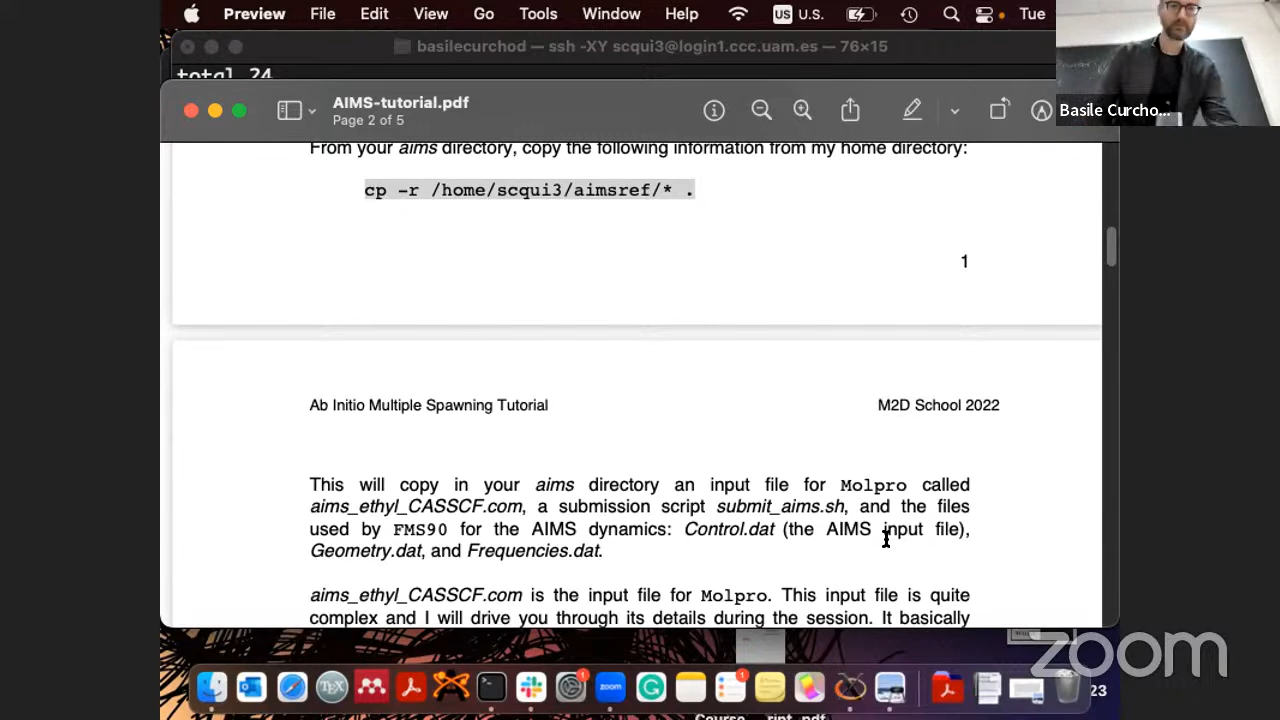 Preview File Edit View Go Tools Window Help US U.S. Tue
basilecurchod — ssh -XY scqui3@login1.ccc.uam.es — 76×15
total 24
AIMS-tutorial.pdf
Page 2 of 5
Basile Curcho...
From your aims directory, copy the following information from my home directory:
cp -r /home/scqui3/aimsref/* .
1
Ab Initio Multiple Spawning Tutorial M2D School 2022
This will copy in your aims directory an input file for Molpro called
aims_ethyl_CASSCF.com, a submission script submit_aims.sh, and the files
used by FMS90 for the AIMS dynamics: Control.dat (the AIMS input file),
Geometry.dat, and Frequencies.dat.
aims_ethyl_CASSCF.com is the input file for Molpro. This input file is quite
complex and I will drive you through its details during the session. It basically
zoom
TEX
1
zoom
1
23